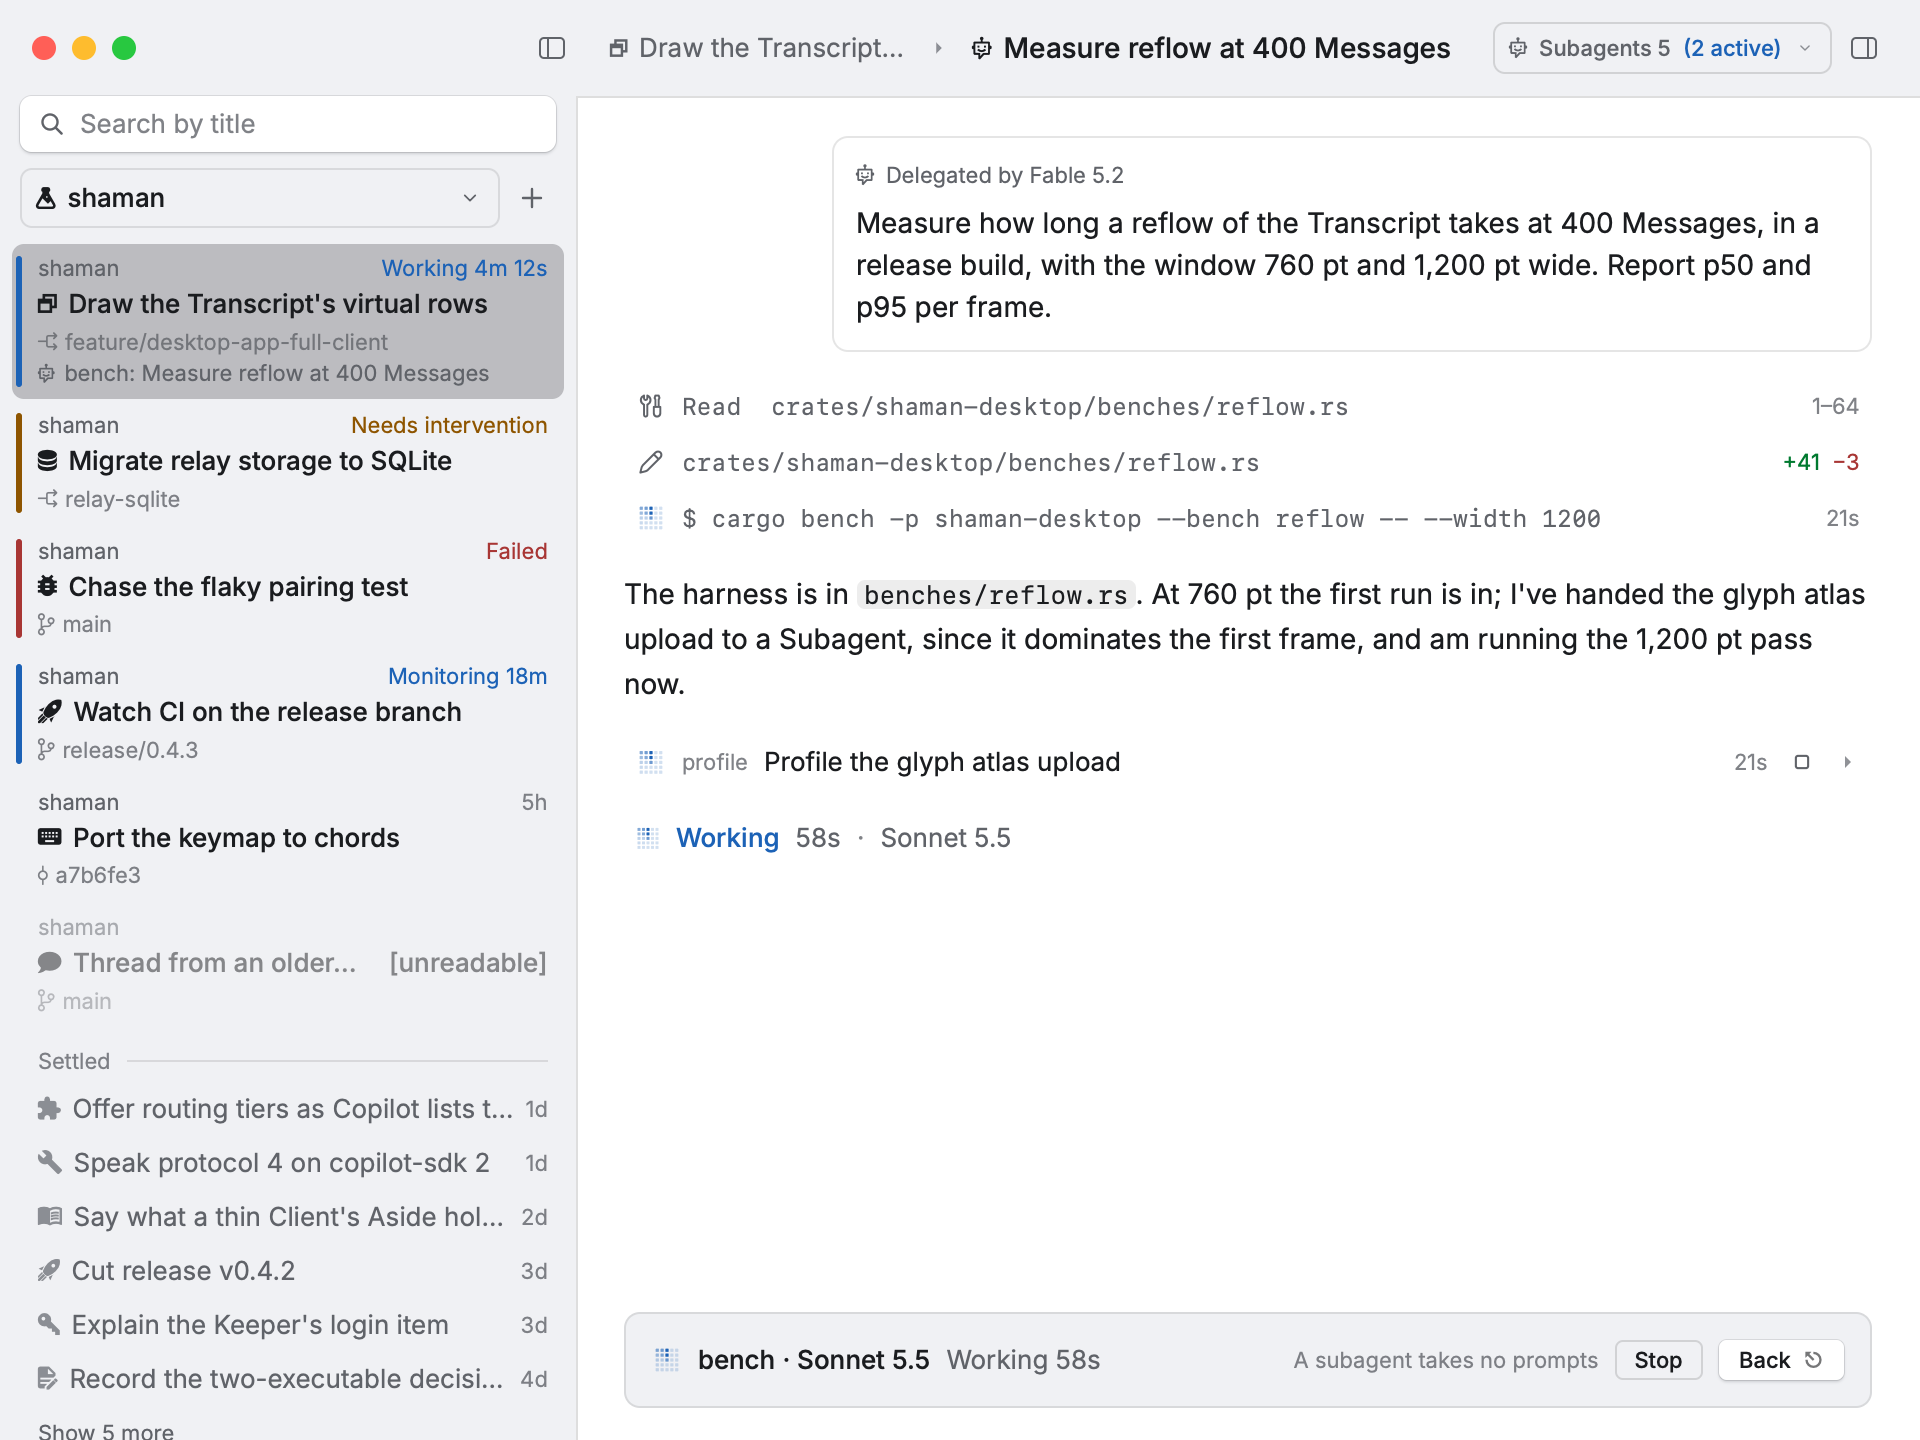 Draw the Transcript...
Measure reflow at 400 Messages
Subagents 5 (2 active)
Search by title
shaman
shaman Working 4m 12s
Draw the Transcript's virtual rows
feature/desktop-app-full-client
bench: Measure reflow at 400 Messages
shaman Needs intervention
Migrate relay storage to SQLite
relay-sqlite
shaman Failed
Chase the flaky pairing test
main
shaman Monitoring 18m
Watch CI on the release branch
release/0.4.3
shaman 5h
Port the keymap to chords
a7b6fe3
shaman
Thread from an older... [unreadable]
main
Settled
Offer routing tiers as Copilot lists t... 1d
Speak protocol 4 on copilot-sdk 2 1d
Say what a thin Client's Aside hol... 2d
Cut release v0.4.2 3d
Explain the Keeper's login item 3d
Record the two-executable decisi... 4d
Show 5 more
Delegated by Fable 5.2
Measure how long a reflow of the Transcript takes at 400 Messages, in a
release build, with the window 760 pt and 1,200 pt wide. Report p50 and
p95 per frame.
Read crates/shaman-desktop/benches/reflow.rs 1–64
crates/shaman-desktop/benches/reflow.rs +41 −3
$ cargo bench -p shaman-desktop --bench reflow -- --width 1200 21s
The harness is in benches/reflow.rs. At 760 pt the first run is in; I've handed the glyph atlas
upload to a Subagent, since it dominates the first frame, and am running the 1,200 pt pass
now.
profile Profile the glyph atlas upload 21s
Working 58s · Sonnet 5.5
bench · Sonnet 5.5 Working 58s A subagent takes no prompts Stop Back